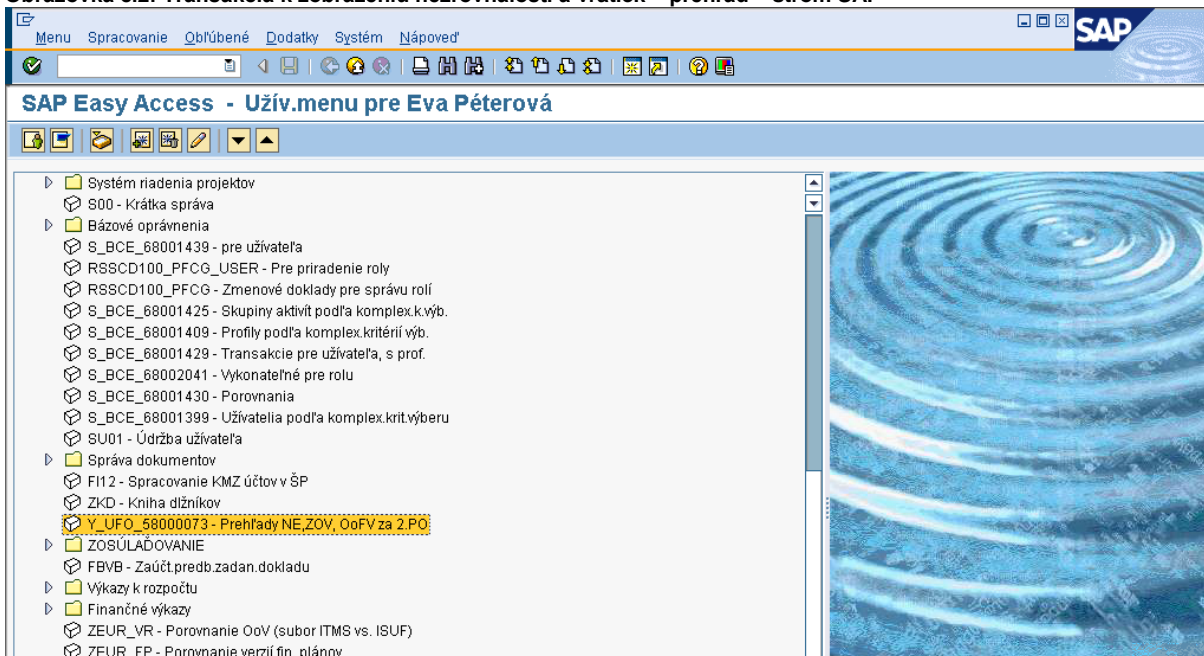 Menu Spracovanie Obľúbené Dodatky Systém Nápoveď
SAP
SAP Easy Access - Užív.menu pre Eva Péterová
Systém riadenia projektov
S00 - Krátka správa
Bázové oprávnenia
S_BCE_68001439 - pre užívateľa
RSSCD100_PFCG_USER - Pre priradenie roly
RSSCD100_PFCG - Zmenové doklady pre správu rolí
S_BCE_68001425 - Skupiny aktivít podľa komplex.k.výb.
S_BCE_68001409 - Profily podľa komplex.kritérií výb.
S_BCE_68001429 - Transakcie pre užívateľa, s prof.
S_BCE_68002041 - Vykonateľné pre rolu
S_BCE_68001430 - Porovnania
S_BCE_68001399 - Užívatelia podľa komplex.krit.výberu
SU01 - Údržba užívateľa
Správa dokumentov
FI12 - Spracovanie KMZ účtov v ŠP
ZKD - Kniha dlžníkov
Y_UFO_58000073 - Prehľady NE,ZOV, OoFV za 2.PO
ZOSÚLAĎOVANIE
FBVB - Zaúčt.predb.zadan.dokladu
Výkazy k rozpočtu
Finančné výkazy
ZEUR_VR - Porovnanie OoV (subor ITMS vs. ISUF)
ZEUR_FP - Porovnanie verzií fin. plánov